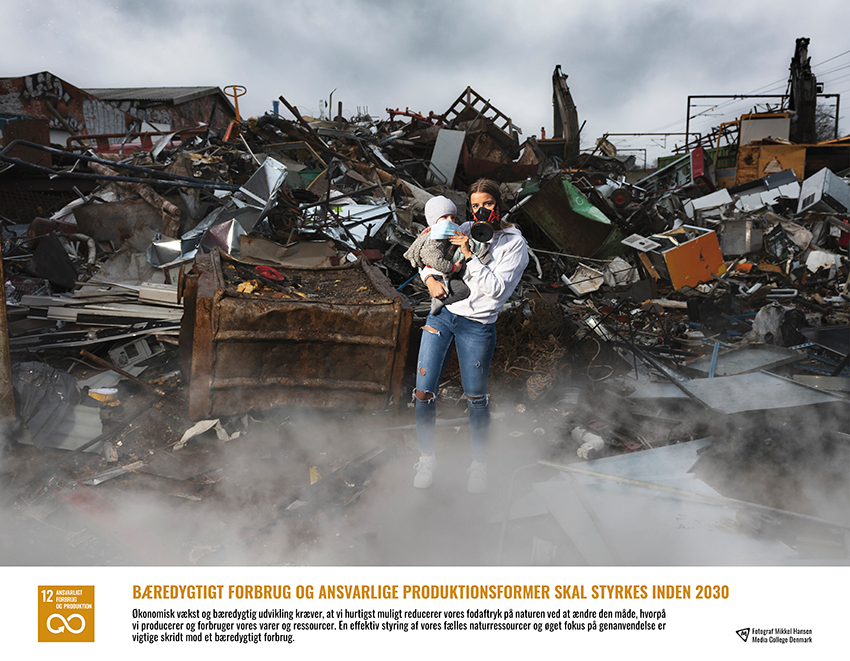 12 ANSVARLIGT
FORBRUG
OG PRODUKTION
BÆREDYGTIGT FORBRUG OG ANSVARLIGE PRODUKTIONSFORMER SKAL STYRKES INDEN 2030
Økonomisk vækst og bæredygtig udvikling kræver, at vi hurtigst muligt reducerer vores fodaftryk på naturen ved at ændre den måde, hvorpå
vi producerer og forbruger vores varer og ressourcer. En effektiv styring af vores fælles naturressourcer og øget fokus på genanvendelse er
vigtige skridt mod et bæredygtigt forbrug.
Fotograf Mikkel Hansen
Media College Denmark